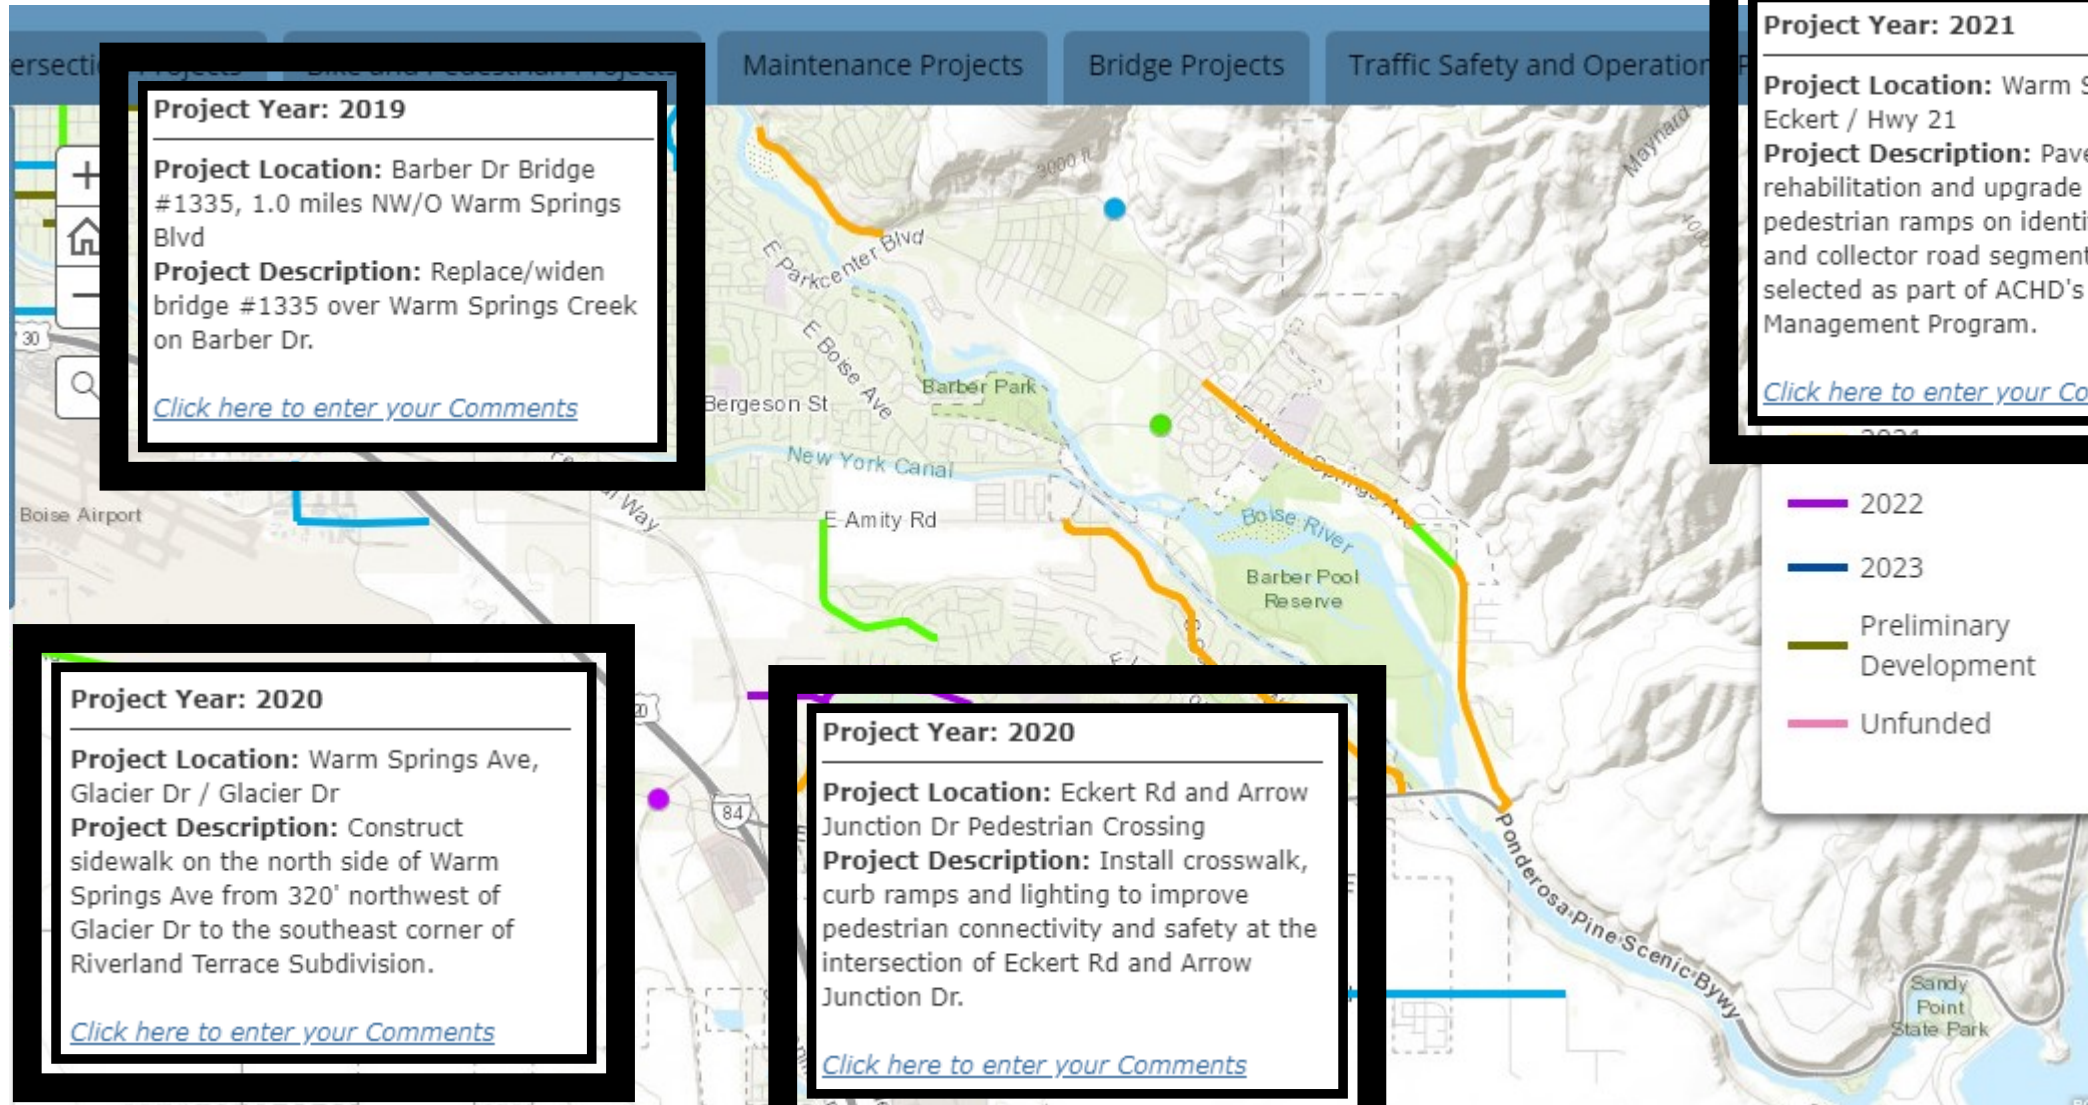 Maintenance Projects
Bridge Projects
Traffic Safety and Operation
Project Year: 2019
Project Location: Barber Dr Bridge
#1335, 1.0 miles NW/O Warm Springs
Blvd
Project Description: Replace/widen
bridge #1335 over Warm Springs Creek
on Barber Dr.
Click here to enter your Comments
Project Year: 2021
Project Location: Warm S
Eckert / Hwy 21
Project Description: Pave
rehabilitation and upgrade
pedestrian ramps on identi
and collector road segment
selected as part of ACHD's
Management Program.
Click here to enter your Co
+
−
30
Maynard
3000 ft
E Parkcenter Blvd
E Boise Ave
Barber Park
Bergeson St
New York Canal
E Warm Springs Ave
Way
Boise Airport
E Amity Rd
Boise River
Barber Pool
Reserve
2021
2022
2023
Preliminary
Development
Unfunded
84
Project Year: 2020
Project Location: Warm Springs Ave,
Glacier Dr / Glacier Dr
Project Description: Construct
sidewalk on the north side of Warm
Springs Ave from 320' northwest of
Glacier Dr to the southeast corner of
Riverland Terrace Subdivision.
Click here to enter your Comments
Project Year: 2020
Project Location: Eckert Rd and Arrow
Junction Dr Pedestrian Crossing
Project Description: Install crosswalk,
curb ramps and lighting to improve
pedestrian connectivity and safety at the
intersection of Eckert Rd and Arrow
Junction Dr.
Click here to enter your Comments
Ponderosa Pine Scenic Bywy
Sandy
Point
State Park